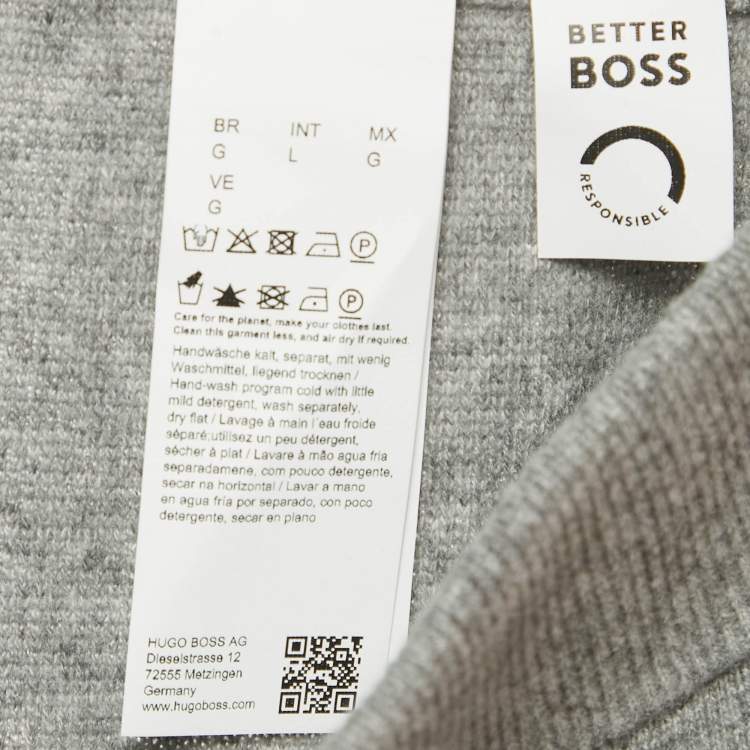 BETTER
BOSS
RESPONSIBLE
BR INT MX
G L G
VE
G
P
P
Care for the planet, make your clothes last.
Clean this garment less, and air dry if required.
Handwäsche kalt, separat, mit wenig
Waschmittel, liegend trocknen /
Hand-wash program cold with little
mild detergent, wash separately,
dry flat / Lavage à main l´eau froide
séparé;utilisez un peu détergent,
sécher à plat / Lavare à mão agua fria
separadamene, com pouco detergente,
secar na horizontal / Lavar a mano
en agua fría por separado, con poco
detergente, secar en plano
HUGO BOSS AG
Dieselstrasse 12
72555 Metzingen
Germany
www.hugoboss.com